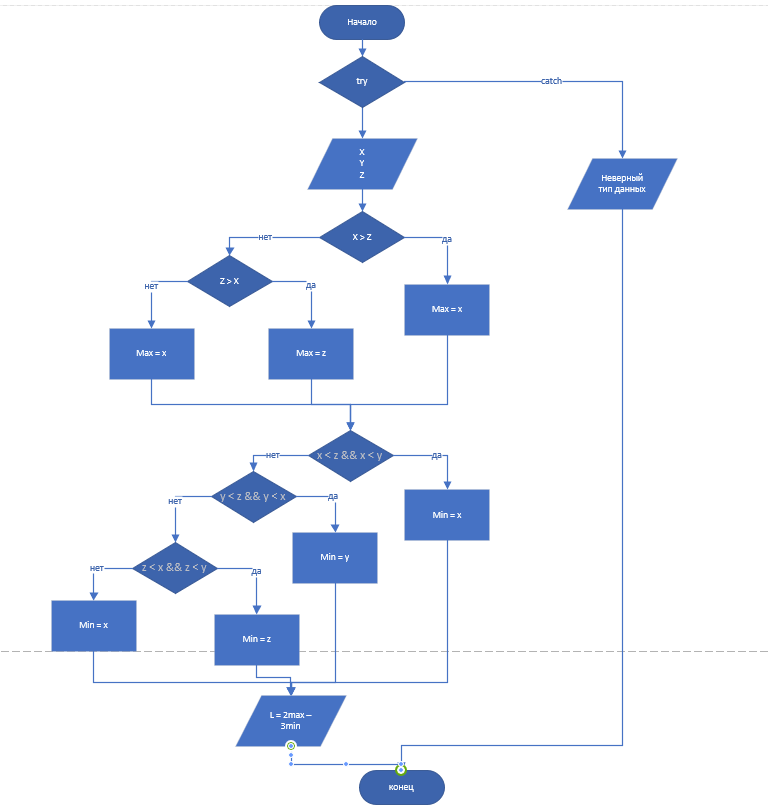 Начало
try
catch
X
Y
Z
Неверный
тип данных
X > Z
нет
да
Z > X
нет
да
Max = x
Max = x
Max = z
x < z && x < y
нет
да
y < z && y < x
нет
да
Min = x
Min = y
z < x && z < y
нет
да
Min = x
Min = z
L = 2max –
3min
конец